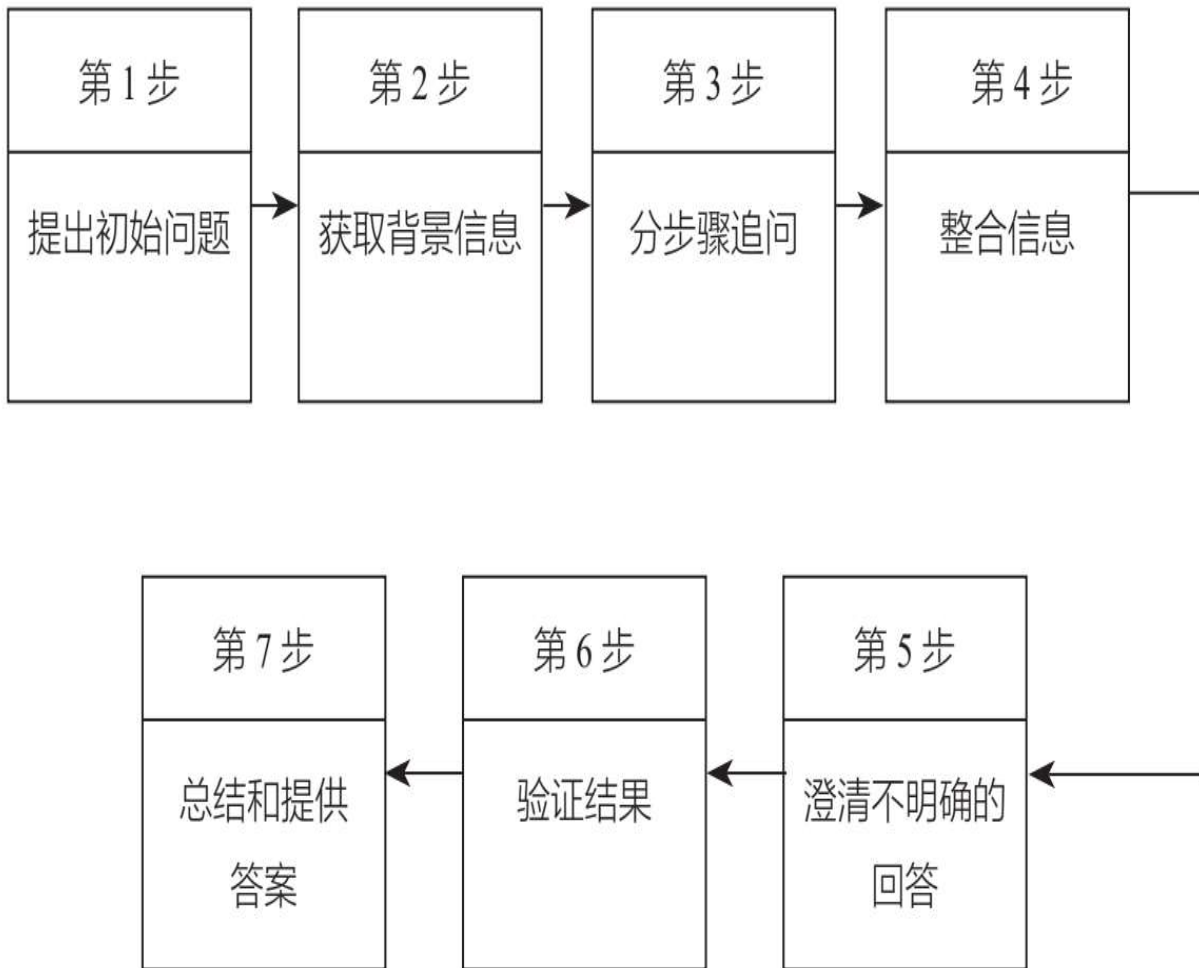 第 1 步
提出初始问题
第 2 步
获取背景信息
第 3 步
分步骤追问
第 4 步
整合信息
第 5 步
澄清不明确的
回答
第 6 步
验证结果
第 7 步
总结和提供
答案